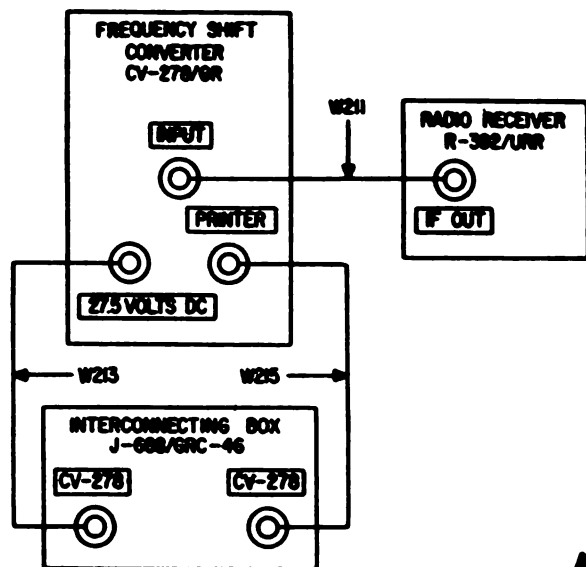 FREQUENCY SHIFT
CONVERTER
CV-278/GR
INPUT
PRINTER
27.5 VOLTS DC
W211
RADIO RECEIVER
R-392/URR
IF OUT
W213
W215
INTERCONNECTING BOX
J-688/GRC-46
CV-278
CV-278